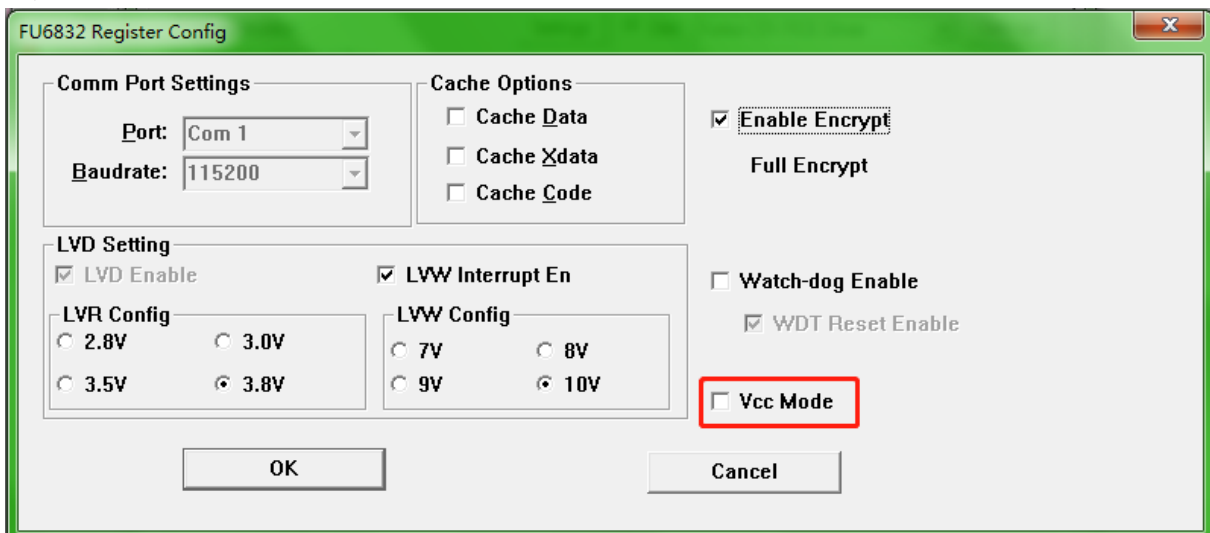 FU6832 Register Config
Comm Port Settings
Port: Com 1
Baudrate: 115200
Cache Options
Cache Data
Cache Xdata
Cache Code
Enable Encrypt
Full Encrypt
LVD Setting
LVD Enable
LVW Interrupt En
LVR Config
2.8V 3.0V
3.5V 3.8V
LVW Config
7V 8V
9V 10V
Watch-dog Enable
WDT Reset Enable
Vcc Mode
OK
Cancel